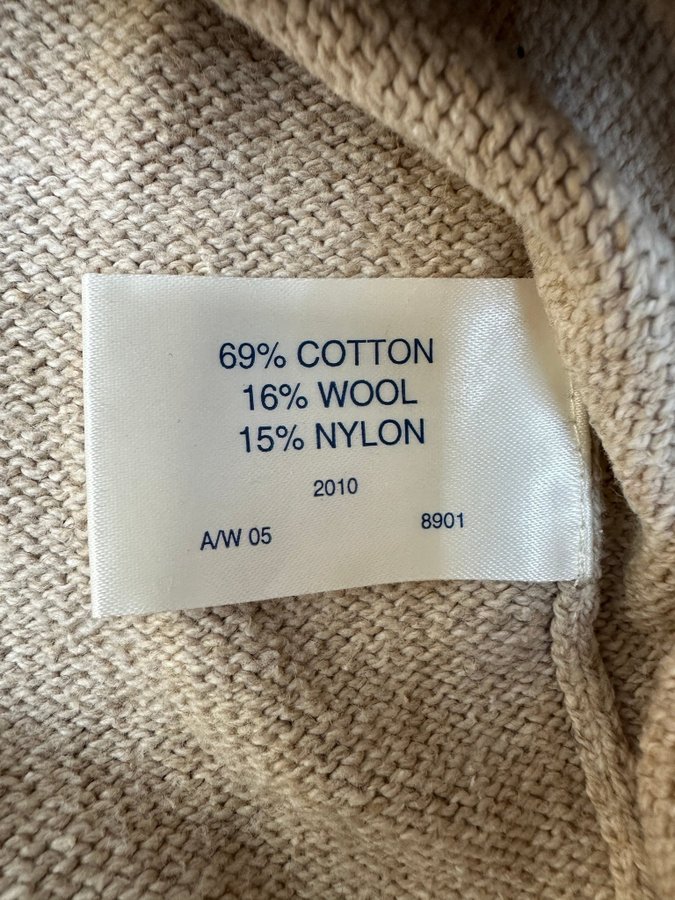 69% COTTON
16% WOOL
15% NYLON
2010
A/W 05 8901